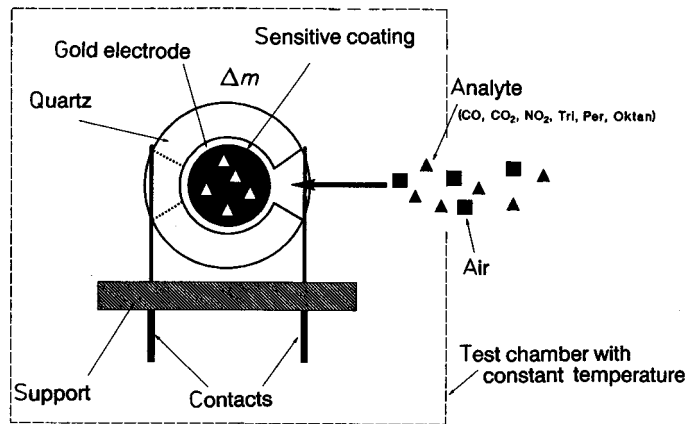 Sensitive coating
Gold electrode
Δm
Quartz
Analyte
(CO, CO₂, NO₂, Tri, Per, Oktan)
Air
Test chamber with
constant temperature
Support
Contacts